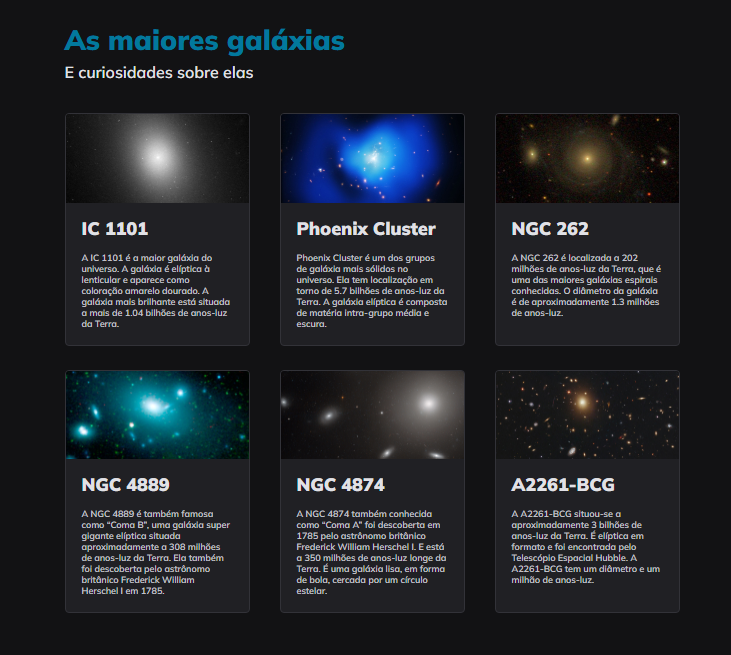 As maiores galáxias
E curiosidades sobre elas
IC 1101
A IC 1101 é a maior galáxia do
universo. A galáxia é elíptica à
lenticular e aparece como
coloração amarelo dourado. A
galáxia mais brilhante está situada
a mais de 1.04 bilhões de anos-luz
da Terra.
Phoenix Cluster
Phoenix Cluster é um dos grupos
de galáxia mais sólidos no
universo. Ela tem localização em
torno de 5.7 bilhões de anos-luz da
Terra. A galáxia elíptica é composta
de matéria intra-grupo média e
escura.
NGC 262
A NGC 262 é localizada a 202
milhões de anos-luz da Terra, que é
uma das maiores galáxias espirais
conhecidas. O diâmetro da galáxia
é de aproximadamente 1.3 milhões
de anos-luz.
NGC 4889
A NGC 4889 é também famosa
como “Coma B”, uma galáxia super
gigante elíptica situada
aproximadamente a 308 milhões
de anos-luz da Terra. Ela também
foi descoberta pelo astrônomo
britânico Frederick William
Herschel I em 1785.
NGC 4874
A NGC 4874 também conhecida
como “Coma A” foi descoberta em
1785 pelo astrônomo britânico
Frederick William Herschel I. E está
a 350 milhões de anos-luz longe da
Terra. É uma galáxia lisa, em forma
de bola, cercada por um círculo
estelar.
A2261-BCG
A A2261-BCG situou-se a
aproximadamente 3 bilhões de
anos-luz da Terra. É elíptica em
formato e foi encontrada pelo
Telescópio Espacial Hubble. A
A2261-BCG tem um diâmetro e um
milhão de anos-luz.